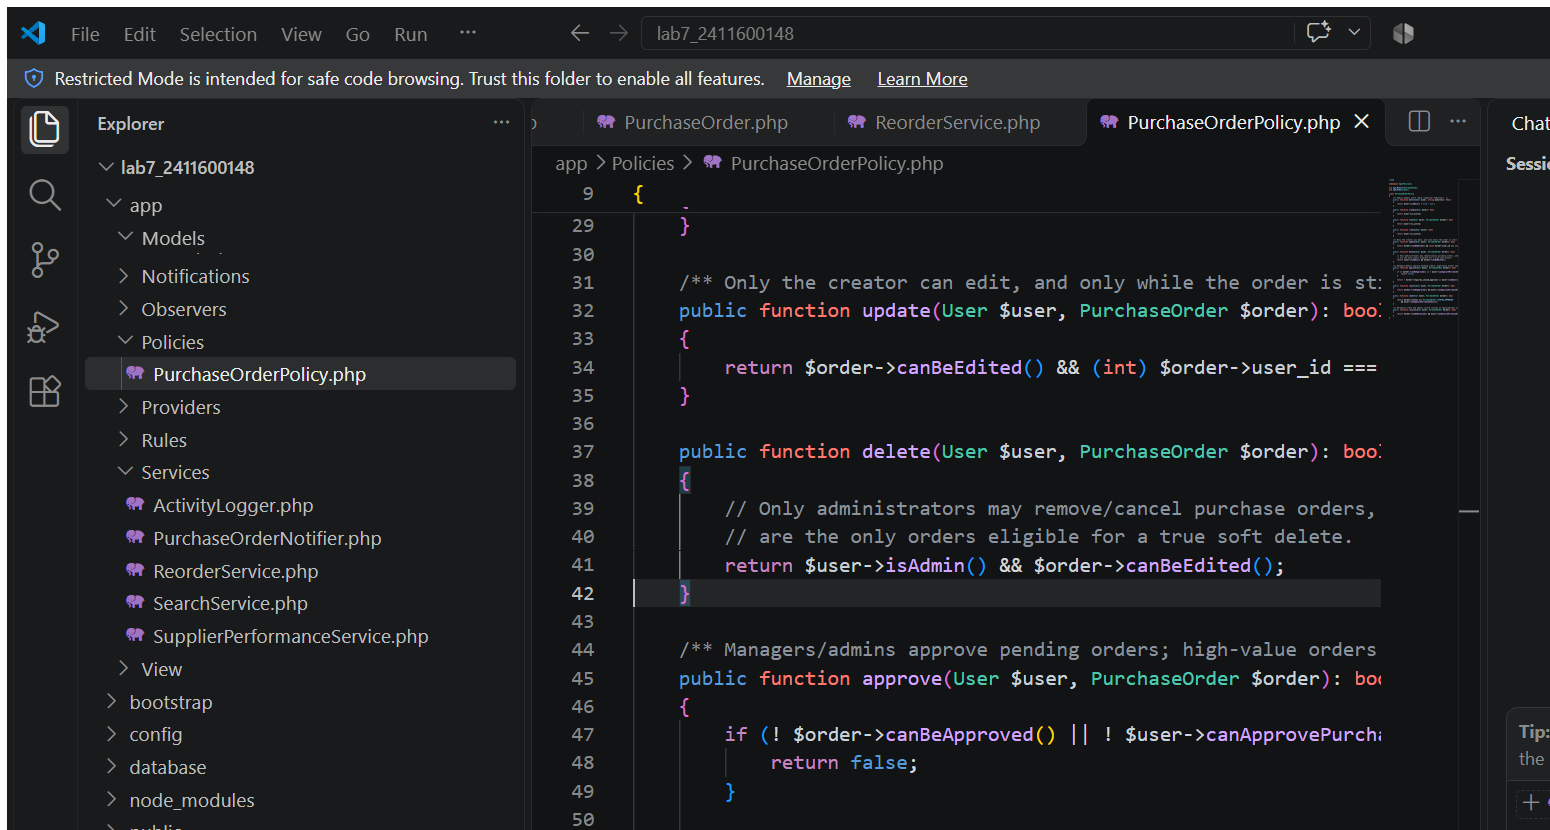 File Edit Selection View Go Run ···
lab7_2411600148
Restricted Mode is intended for safe code browsing. Trust this folder to enable all features. Manage Learn More
Explorer ···
lab7_2411600148
app
Models
Notifications
Observers
Policies
PurchaseOrderPolicy.php
Providers
Rules
Services
ActivityLogger.php
PurchaseOrderNotifier.php
ReorderService.php
SearchService.php
SupplierPerformanceService.php
View
bootstrap
config
database
node_modules
PurchaseOrder.php ReorderService.php PurchaseOrderPolicy.php
app > Policies > PurchaseOrderPolicy.php
9 {
29 }
30
31 /** Only the creator can edit, and only while the order is
32 public function update(User $user, PurchaseOrder $order): bool
33 {
34 return $order->canBeEdited() && (int) $order->user_id ===
35 }
36
37 public function delete(User $user, PurchaseOrder $order): bool
38 {
39 // Only administrators may remove/cancel purchase orders,
40 // are the only orders eligible for a true soft delete.
41 return $user->isAdmin() && $order->canBeEdited();
42 }
43
44 /** Managers/admins approve pending orders; high-value orders
45 public function approve(User $user, PurchaseOrder $order):
46 {
47 if (! $order->canBeApproved() || ! $user->
48 return false;
49 }
50
Chat
Tip:
the